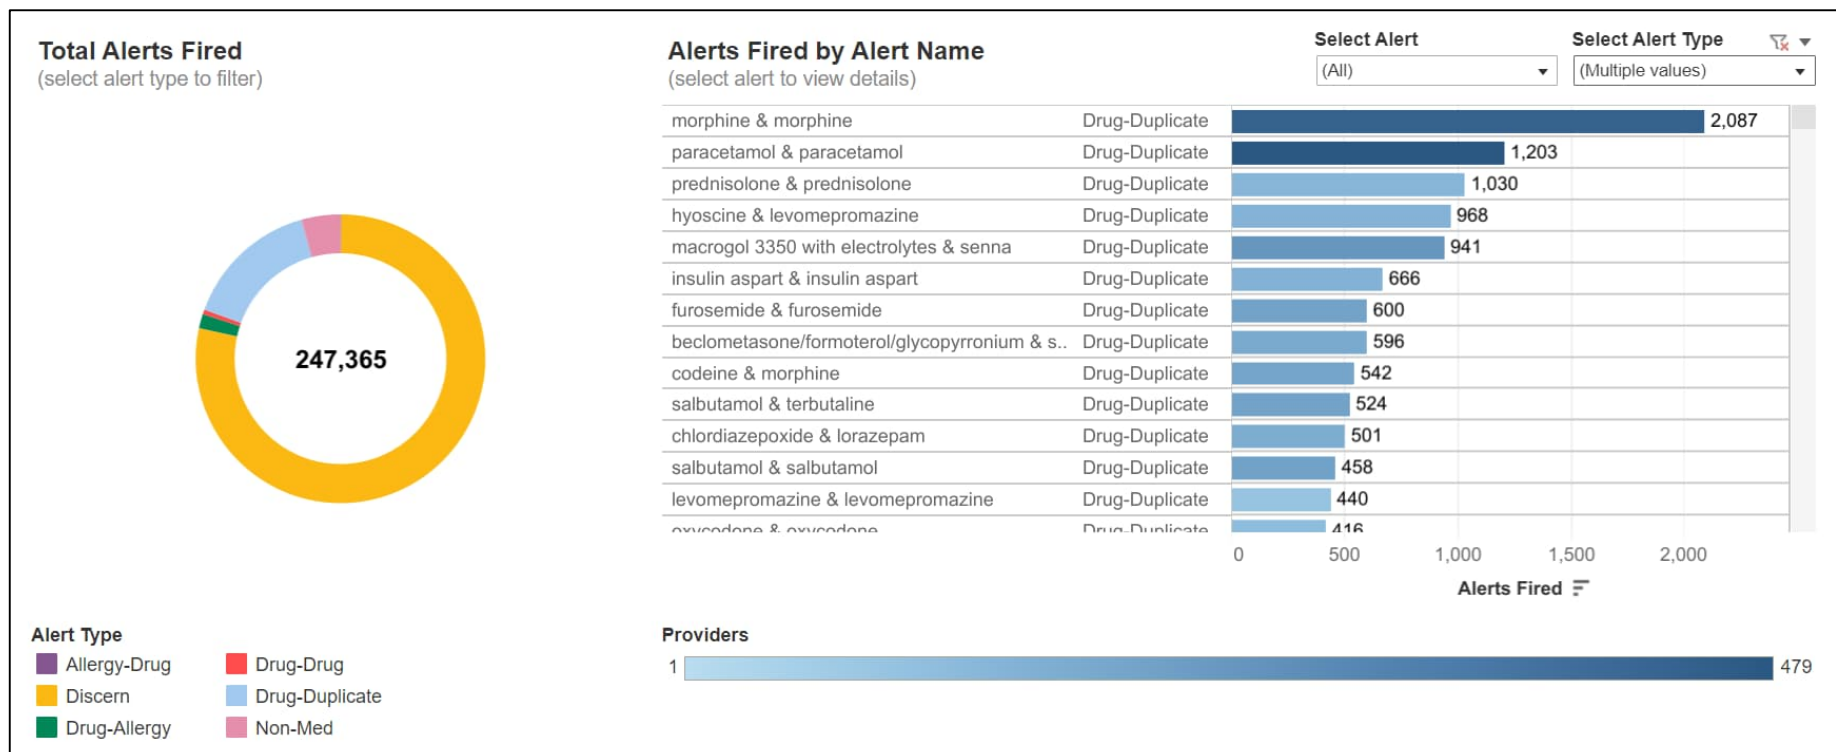 Total Alerts Fired
(select alert type to filter)
247,365
Alert Type
Allergy-Drug
Drug-Drug
Discern
Drug-Duplicate
Drug-Allergy
Non-Med
Alerts Fired by Alert Name
(select alert to view details)
Select Alert
(All)
Select Alert Type
(Multiple values)
morphine & morphine Drug-Duplicate 2,087
paracetamol & paracetamol Drug-Duplicate 1,203
prednisolone & prednisolone Drug-Duplicate 1,030
hyoscine & levomepromazine Drug-Duplicate 968
macrogol 3350 with electrolytes & senna Drug-Duplicate 941
insulin aspart & insulin aspart Drug-Duplicate 666
furosemide & furosemide Drug-Duplicate 600
beclometasone/formoterol/glycopyrronium & s.. Drug-Duplicate 596
codeine & morphine Drug-Duplicate 542
salbutamol & terbutaline Drug-Duplicate 524
chlordiazepoxide & lorazepam Drug-Duplicate 501
salbutamol & salbutamol Drug-Duplicate 458
levomepromazine & levomepromazine Drug-Duplicate 440
oxycodone & oxycodone Drug-Duplicate 416
0 500 1,000 1,500 2,000
Alerts Fired
Providers
1 479